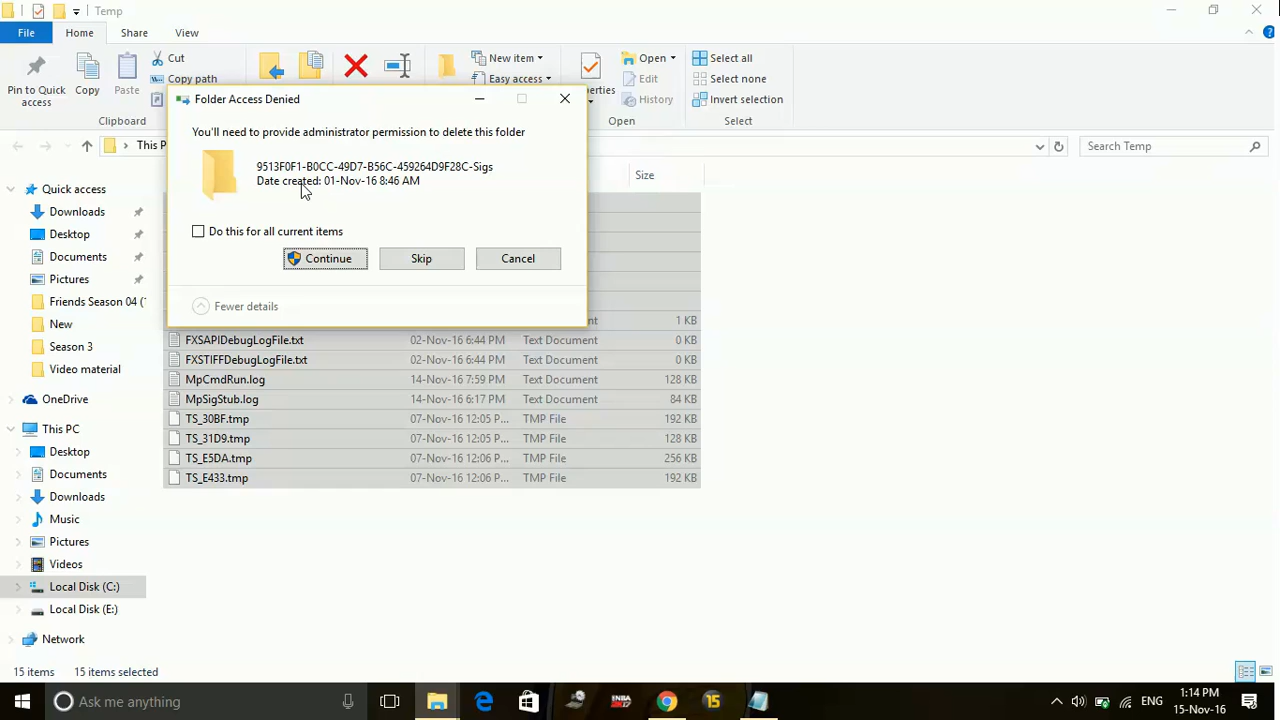 Temp
File
Home
Share
View
Pin to Quick access
Copy
Paste
Cut
Copy path
Clipboard
New item
Easy access
Open
Edit
History
Open
Select all
Select none
Invert selection
Select
Folder Access Denied
You'll need to provide administrator permission to delete this folder
9513F0F1-B0CC-49D7-B56C-459264D9F28C-Sigs
Date created: 01-Nov-16 8:46 AM
Do this for all current items
Continue
Skip
Cancel
Fewer details
This P
Search Temp
Size
Quick access
Downloads
Desktop
Documents
Pictures
Friends Season 04 (
New
Season 3
Video material
OneDrive
This PC
Desktop
Documents
Downloads
Music
Pictures
Videos
Local Disk (C:)
Local Disk (E:)
Network
ment 1 KB
FXSAPIDebugLogFile.txt 02-Nov-16 6:44 PM Text Document 0 KB
FXSTIFFDebugLogFile.txt 02-Nov-16 6:44 PM Text Document 0 KB
MpCmdRun.log 14-Nov-16 7:59 PM Text Document 128 KB
MpSigStub.log 14-Nov-16 6:17 PM Text Document 84 KB
TS_30BF.tmp 07-Nov-16 12:05 P... TMP File 192 KB
TS_31D9.tmp 07-Nov-16 12:05 P... TMP File 128 KB
TS_E5DA.tmp 07-Nov-16 12:06 P... TMP File 256 KB
TS_E433.tmp 07-Nov-16 12:06 P... TMP File 192 KB
15 items 15 items selected
Ask me anything
15
ENG
1:14 PM
15-Nov-16